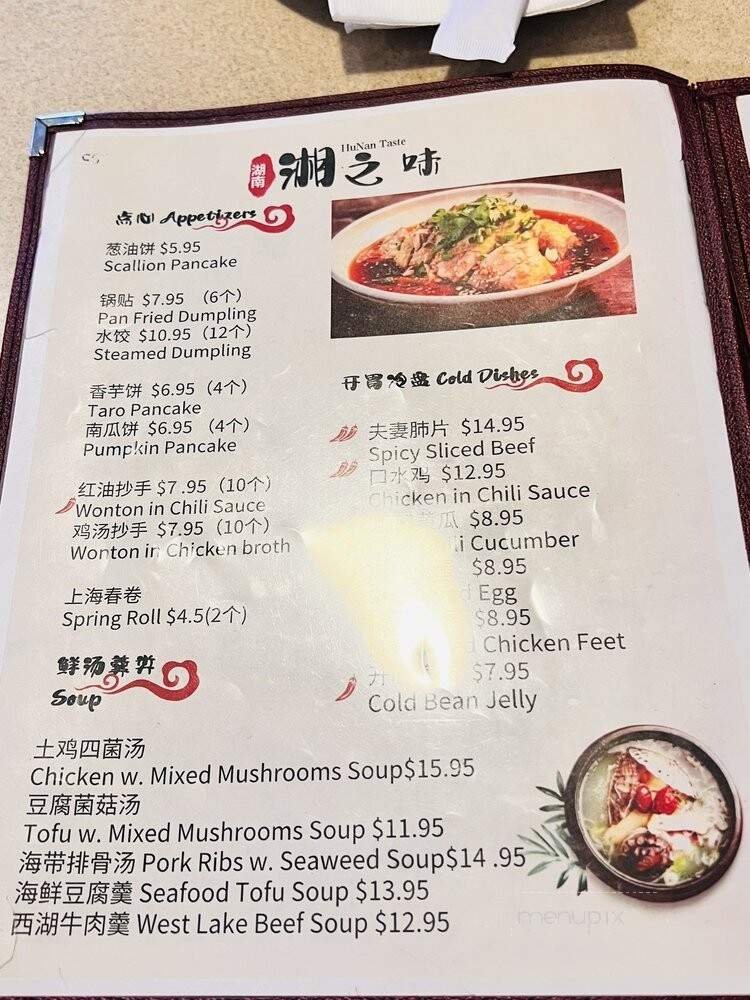 HuNan Taste
湖南 湘之味
点心 Appetizers
葱油饼 $5.95
Scallion Pancake
锅贴 $7.95 （6个）
Pan Fried Dumpling
水饺 $10.95（12个）
Steamed Dumpling
香芋饼 $6.95（4个）
Taro Pancake
南瓜饼 $6.95（4个）
Pumpkin Pancake
红油抄手 $7.95（10个）
Wonton in Chili Sauce
鸡汤抄手 $7.95（10个）
Wonton in Chicken broth
上海春卷
Spring Roll $4.5(2个)
开胃冷盘 Cold Dishes
夫妻肺片 $14.95
Spicy Sliced Beef
口水鸡 $12.95
Chicken in Chili Sauce
瓜 $8.95
Cucumber
$8.95
Egg
$8.95
Chicken Feet
$7.95
Cold Bean Jelly
鲜汤羹
Soup
土鸡四菌汤
Chicken w. Mixed Mushrooms Soup$15.95
豆腐菌菇汤
Tofu w. Mixed Mushrooms Soup $11.95
海带排骨汤 Pork Ribs w. Seaweed Soup$14 .95
海鲜豆腐羹 Seafood Tofu Soup $13.95
西湖牛肉羹 West Lake Beef Soup $12.95
menupix